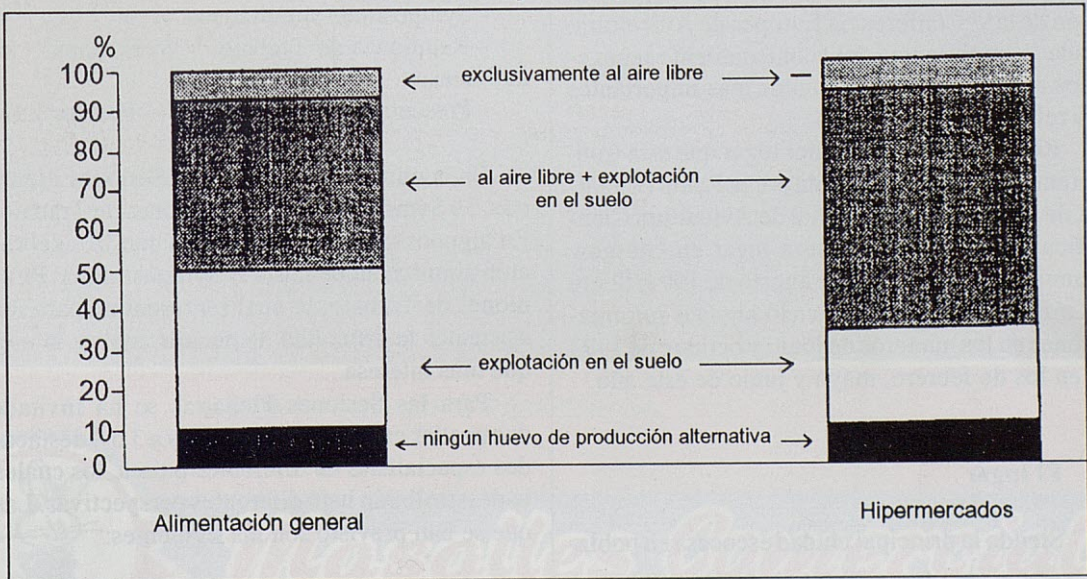 %
100
exclusivamente al aire libre
90
80
70
al aire libre + explotación
en el suelo
60
50
40
30
explotación en el suelo
20
10
ningún huevo de producción alternativa
0
Alimentación general
Hipermercados